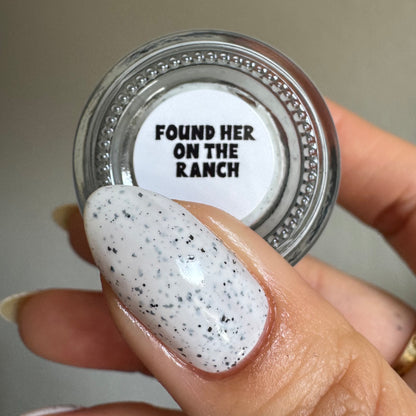 FOUND HER
ON THE
RANCH